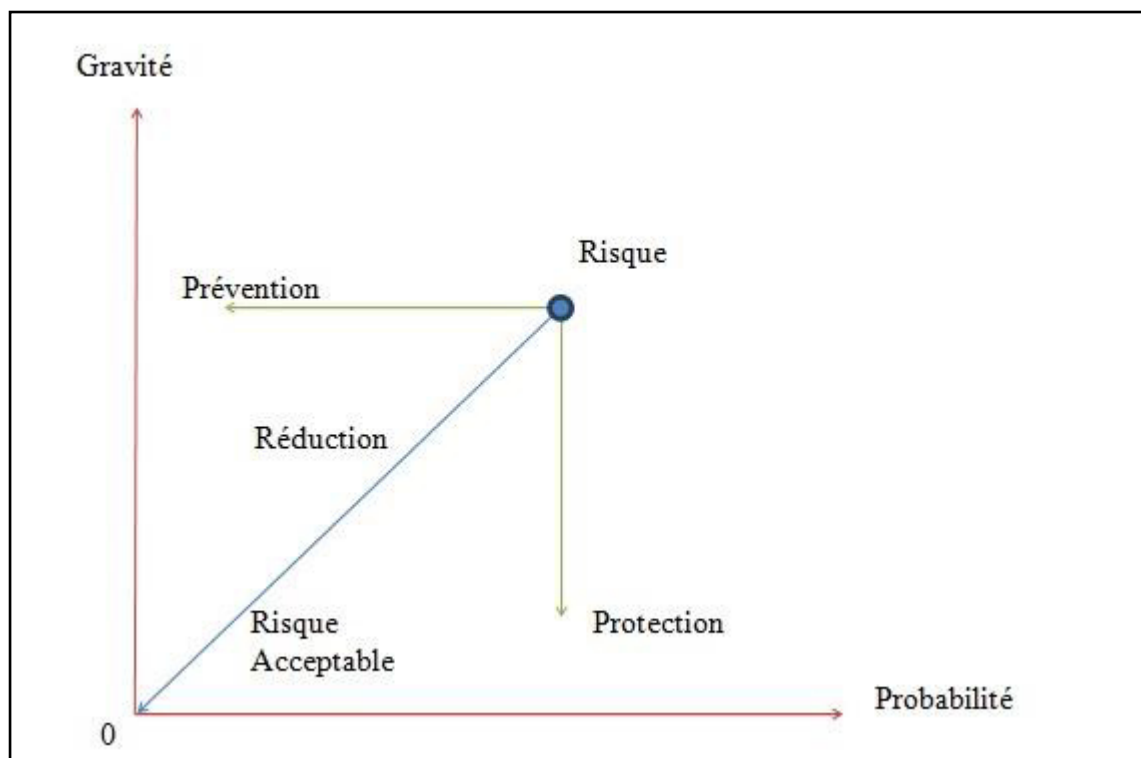 Gravité
Risque
Prévention
Réduction
Risque
Acceptable
Protection
Probabilité
0